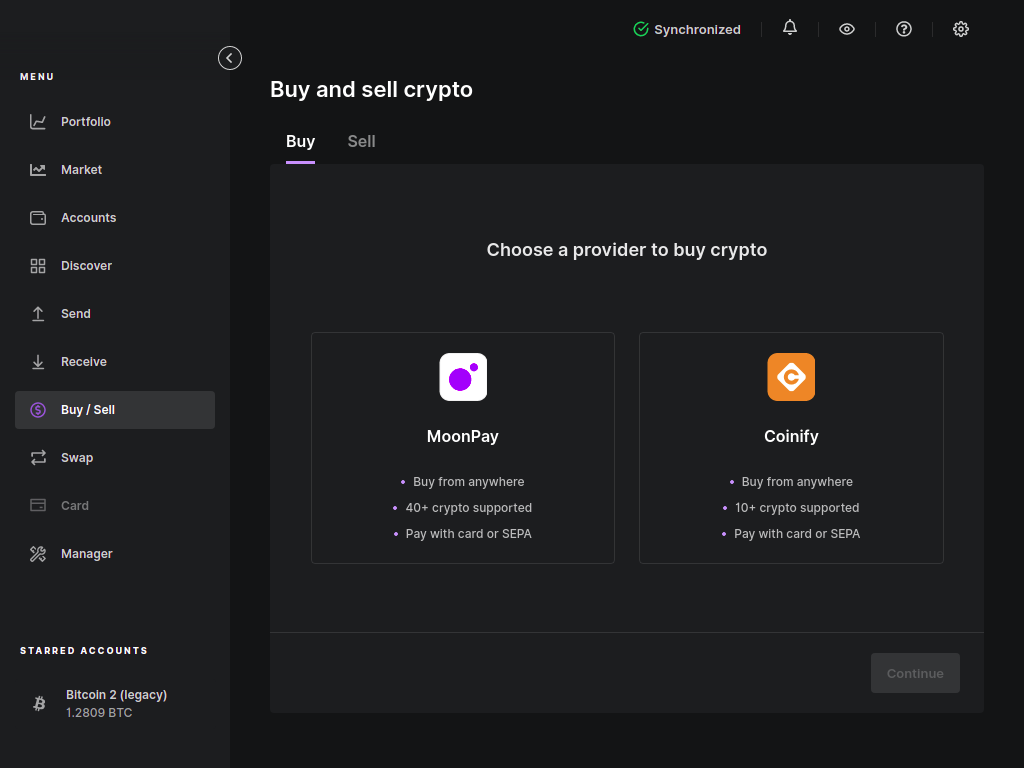 Synchronized
MENU
Portfolio
Market
Accounts
Discover
Send
Receive
Buy / Sell
Swap
Card
Manager
STARRED ACCOUNTS
Bitcoin 2 (legacy)
1.2809 BTC
Buy and sell crypto
Buy
Sell
Choose a provider to buy crypto
MoonPay
• Buy from anywhere
• 40+ crypto supported
• Pay with card or SEPA
Coinify
• Buy from anywhere
• 10+ crypto supported
• Pay with card or SEPA
Continue